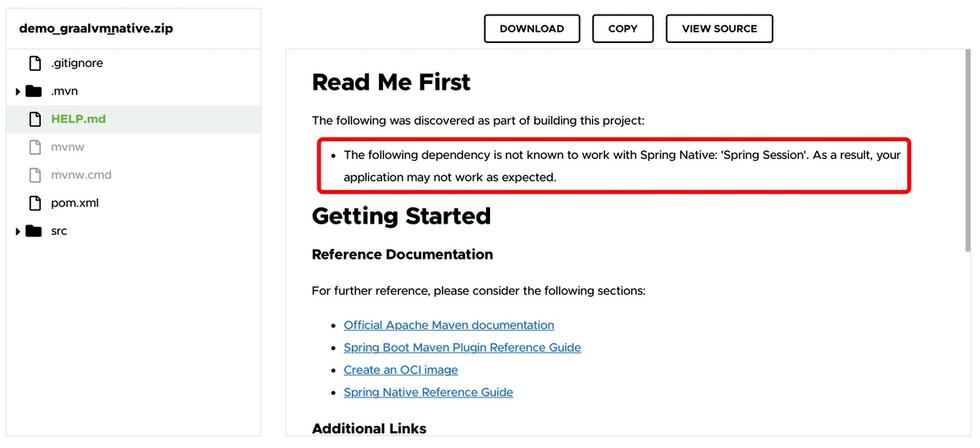 demo_graalvmnative.zip
DOWNLOAD
COPY
VIEW SOURCE
.gitignore
.mvn
HELP.md
mvnw
mvnw.cmd
pom.xml
src
Read Me First
The following was discovered as part of building this project:
The following dependency is not known to work with Spring Native: 'Spring Session'. As a result, your
application may not work as expected.
Getting Started
Reference Documentation
For further reference, please consider the following sections:
Official Apache Maven documentation
Spring Boot Maven Plugin Reference Guide
Create an OCI image
Spring Native Reference Guide
Additional Links